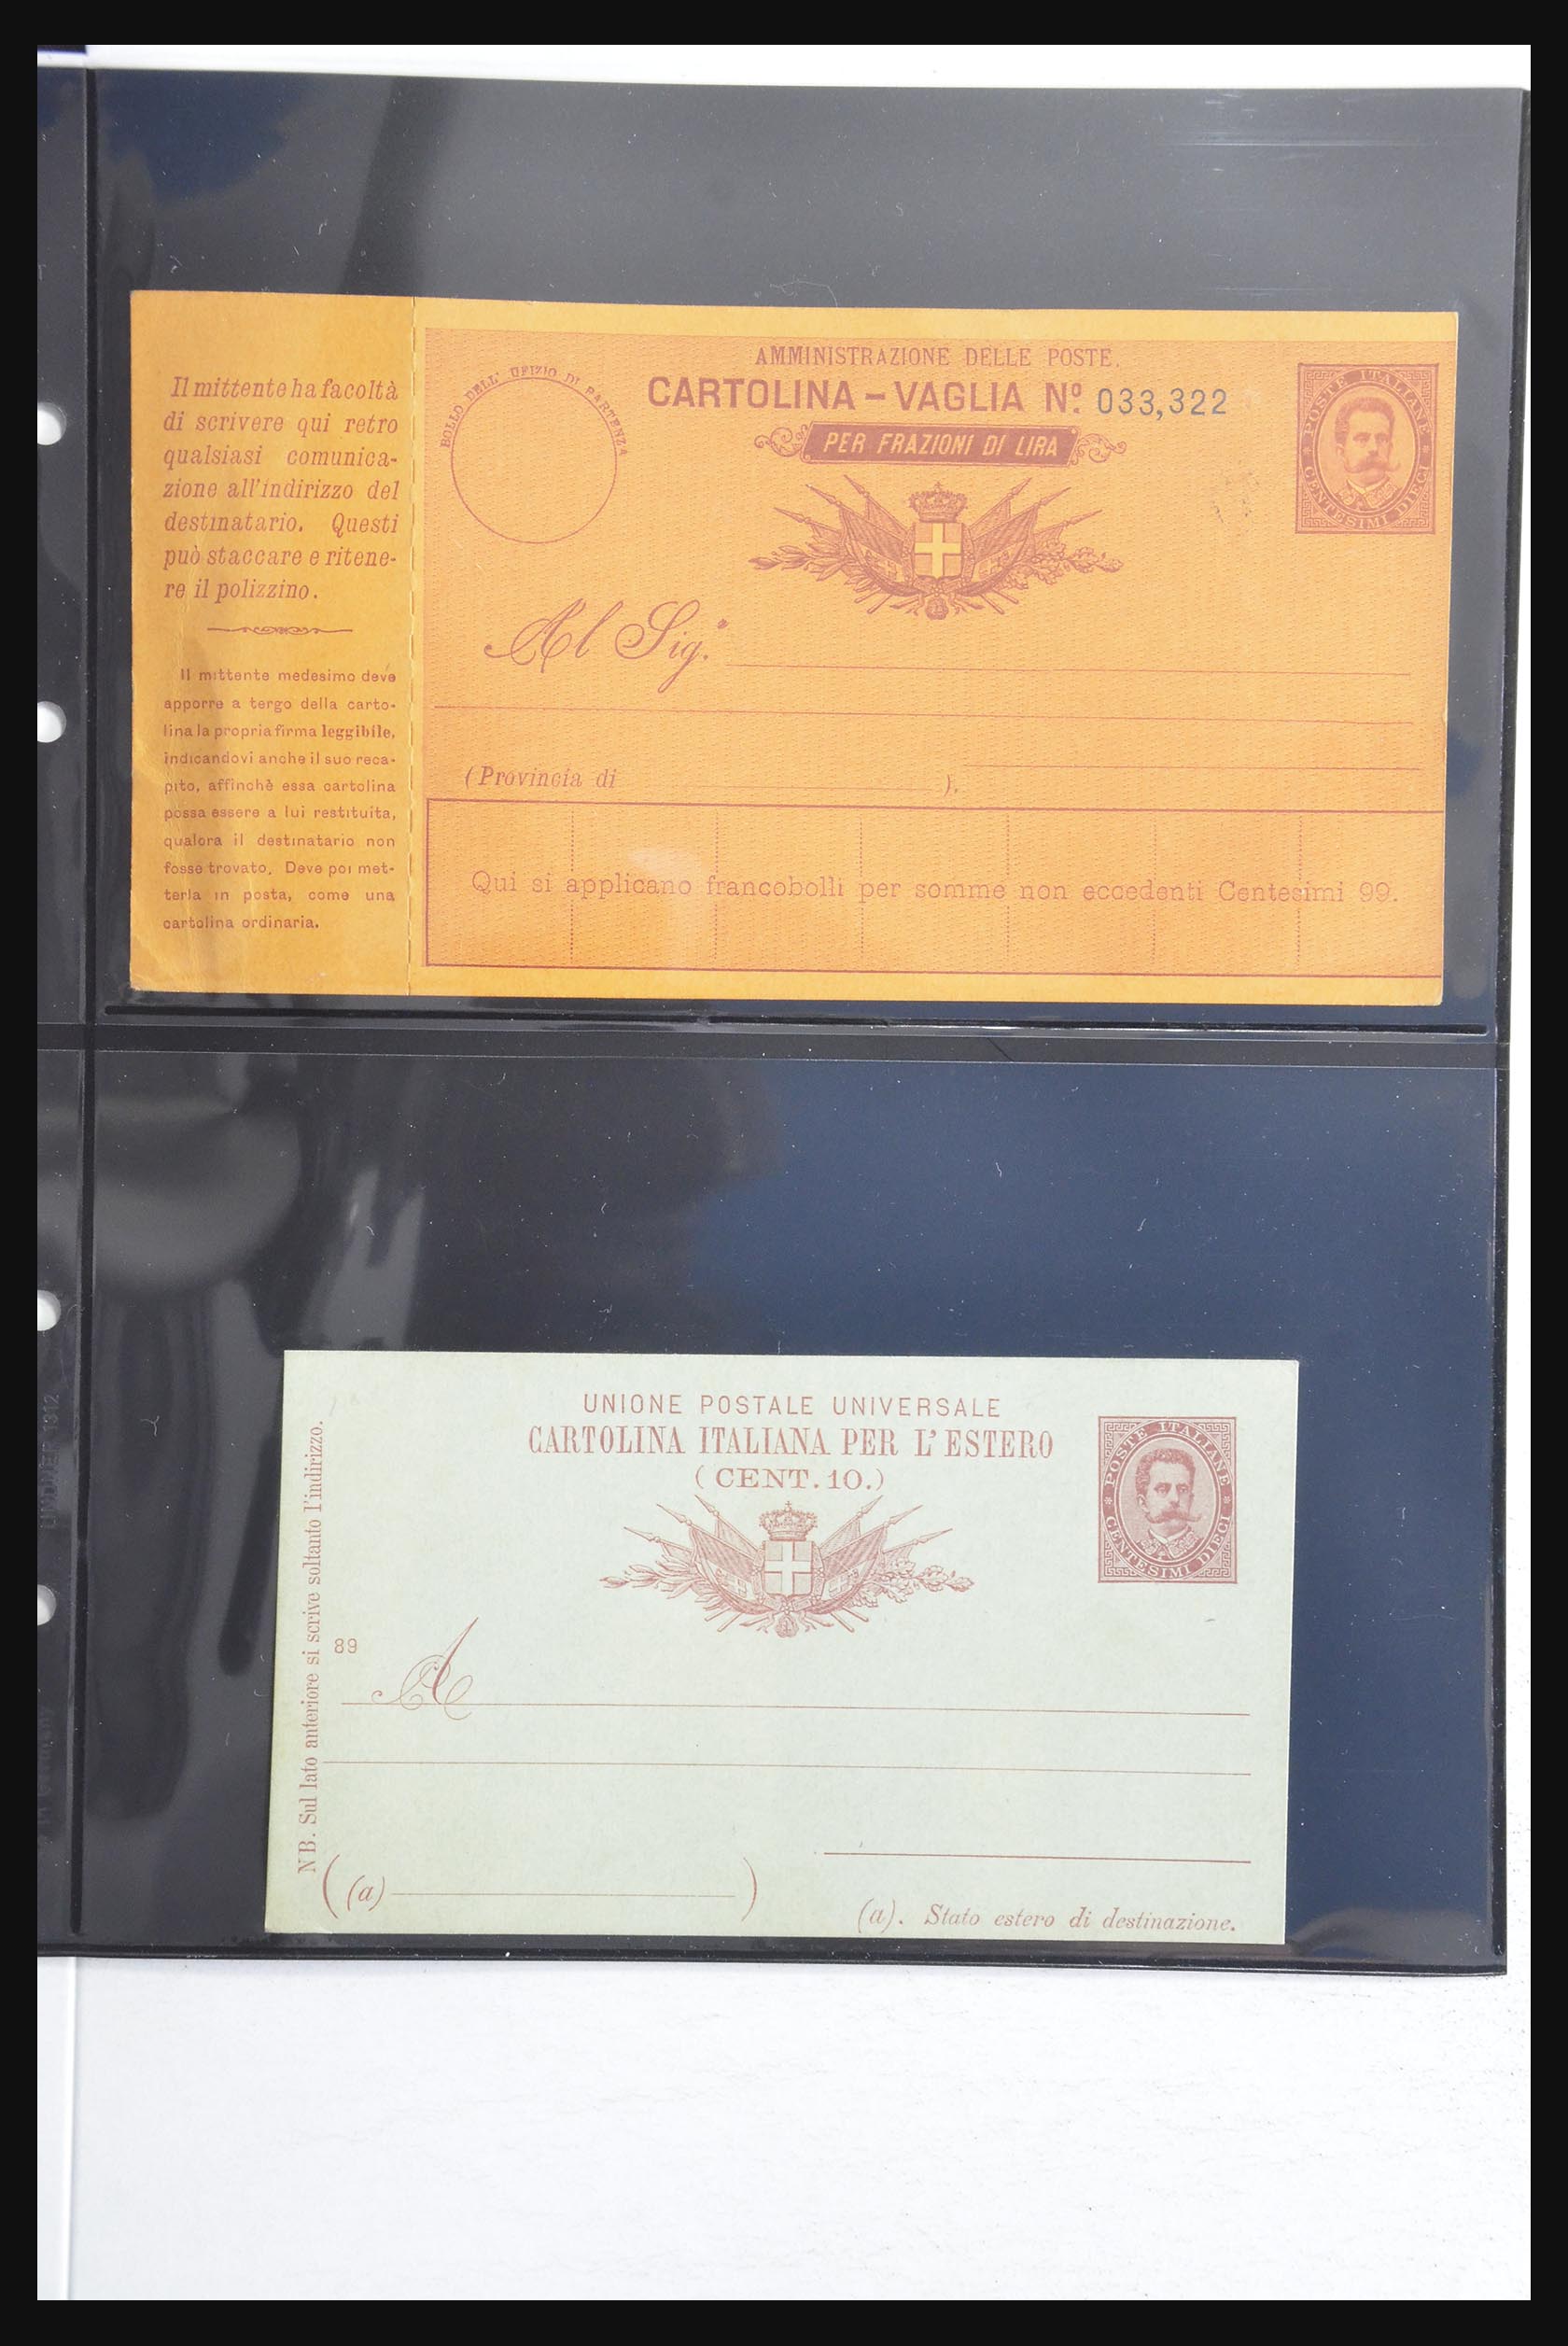 Il mittente ha facoltà
di scrivere qui retro
qualsiasi comunica-
zione all'indirizzo del
destinatario. Questi
può staccare e ritene-
re il polizzino.
Il mittente medesimo deve
apporre a tergo della carto-
lina la propria firma leggibile,
indicandovi anche il suo reca-
pito, affinchè essa cartolina
possa essere a lui restituita,
qualora il destinatario non
fosse trovato. Deve poi met-
terla in posta, come una
cartolina ordinaria.
BOLLO DELL' UFIZIO DI PARTENZA
AMMINISTRAZIONE DELLE POSTE.
CARTOLINA - VAGLIA Nº. 033,322
PER FRAZIONI DI LIRA
POSTE ITALIANE
CENTESIMI DIECI
Al Sig.
(Provincia di ).
Qui si applicano francobolli per somme non eccedenti Centesimi 99.
UNIONE POSTALE UNIVERSALE
CARTOLINA ITALIANA PER L'ESTERO
(CENT. 10.)
POSTE ITALIANE
CENTESIMI DIECI
NB. Sul lato anteriore si scrive soltanto l'indirizzo.
89
A
(a)
(a). Stato estero di destinazione.
LINDNER 1312